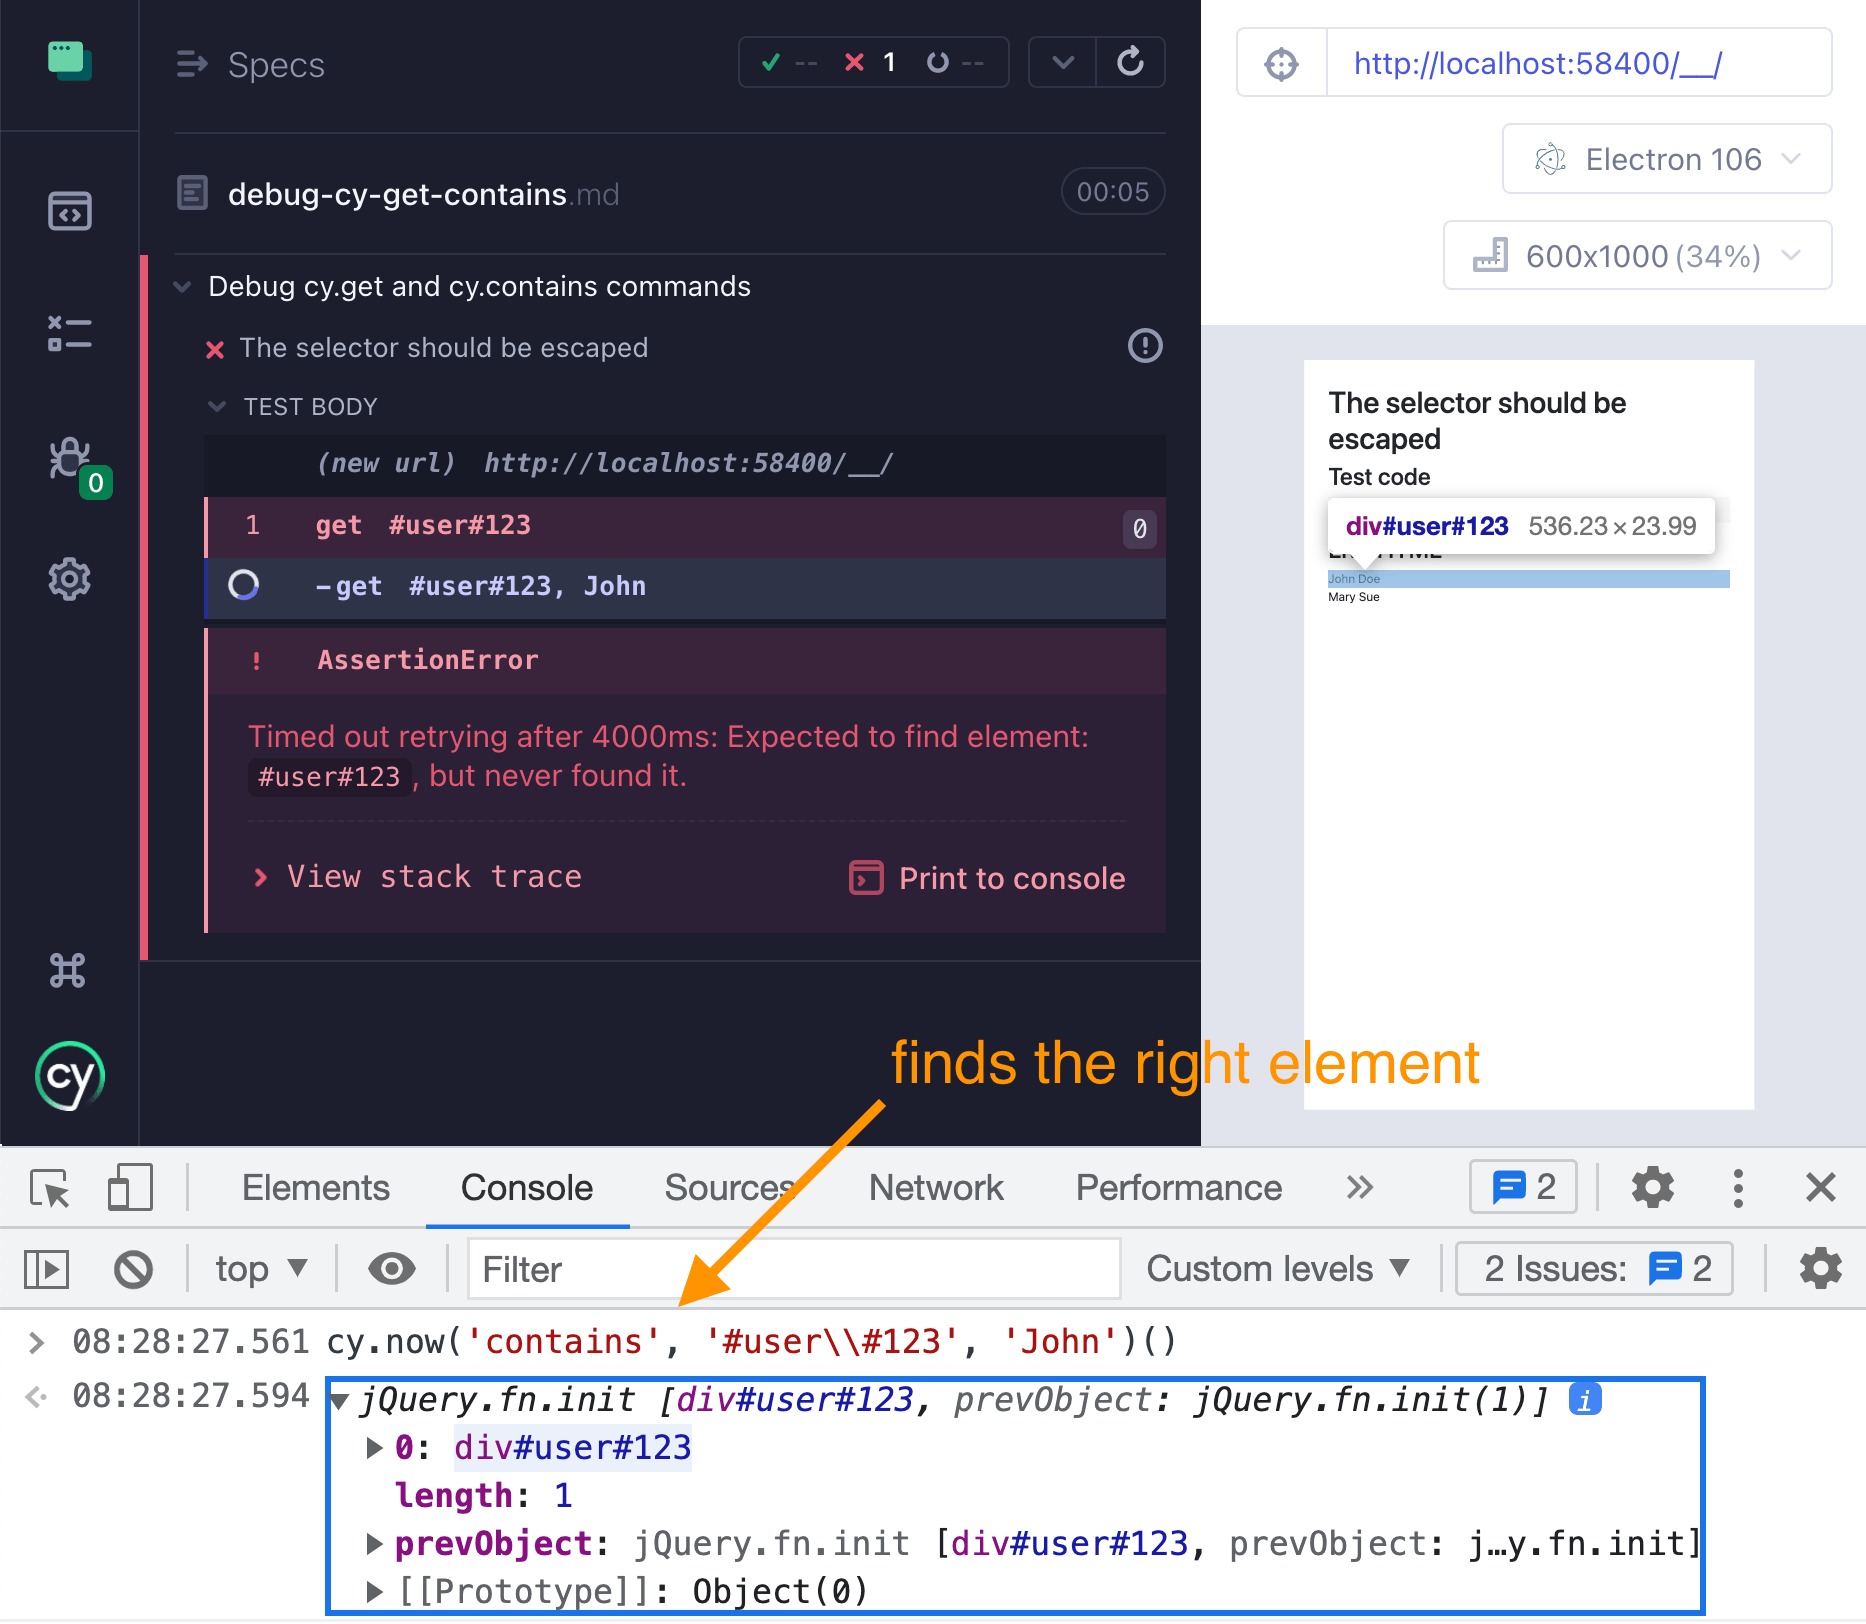 Specs
-- 1 --
debug-cy-get-contains.md 00:05
Debug cy.get and cy.contains commands
The selector should be escaped
TEST BODY
(new url) http://localhost:58400/__/
1 get #user#123 0
-get #user#123, John
! AssertionError
Timed out retrying after 4000ms: Expected to find element:
#user#123, but never found it.
View stack trace
Print to console
0
cy
http://localhost:58400/__/
Electron 106
600x1000 (34%)
The selector should be
escaped
Test code
div#user#123 536.23 × 23.99
John Doe
Mary Sue
finds the right element
Elements Console Sources Network Performance 2
top Filter Custom levels 2 Issues: 2
08:28:27.561 cy.now('contains', '#user\\#123', 'John')()
08:28:27.594 jQuery.fn.init [div#user#123, prevObject: jQuery.fn.init(1)] i
0: div#user#123
length: 1
prevObject: jQuery.fn.init [div#user#123, prevObject: j…y.fn.init]
[[Prototype]]: Object(0)